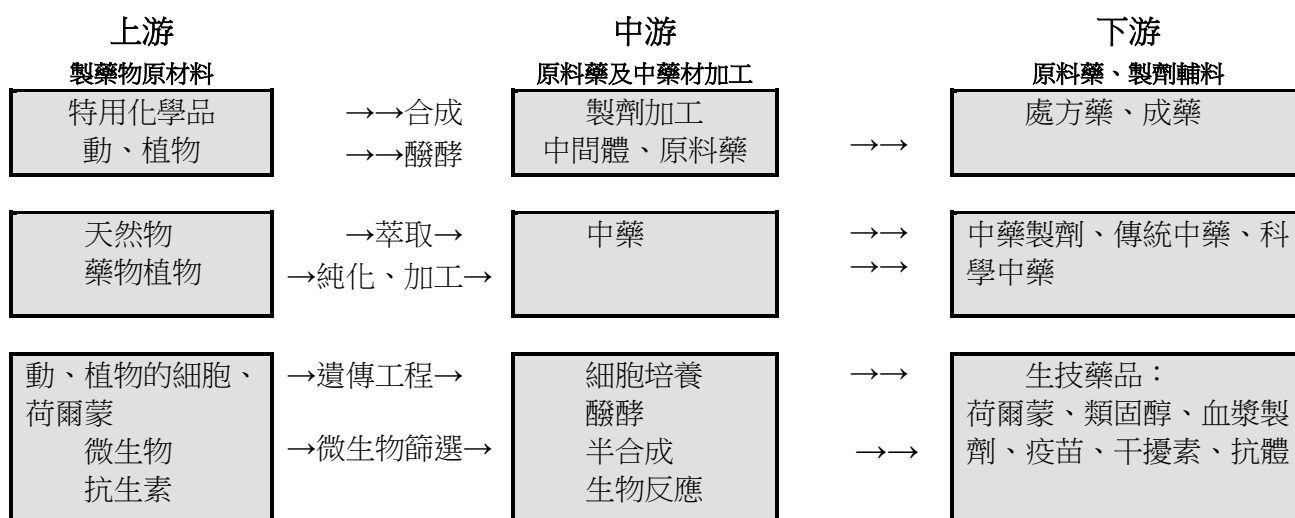 上游 中游 下游
製藥物原材料 原料藥及中藥材加工 原料藥、製劑輔料
特用化學品 →→合成 製劑加工 處方藥、成藥
動、植物 →→醱酵 中間體、原料藥 →→
天然物 →萃取→ 中藥 →→ 中藥製劑、傳統中藥、科
藥物植物 →純化、加工→ →→ 學中藥
動、植物的細胞、 →遺傳工程→ 細胞培養 →→ 生技藥品：
荷爾蒙 醱酵 荷爾蒙、類固醇、血漿製
微生物 →微生物篩選→ 半合成 →→ 劑、疫苗、干擾素、抗體
抗生素 生物反應